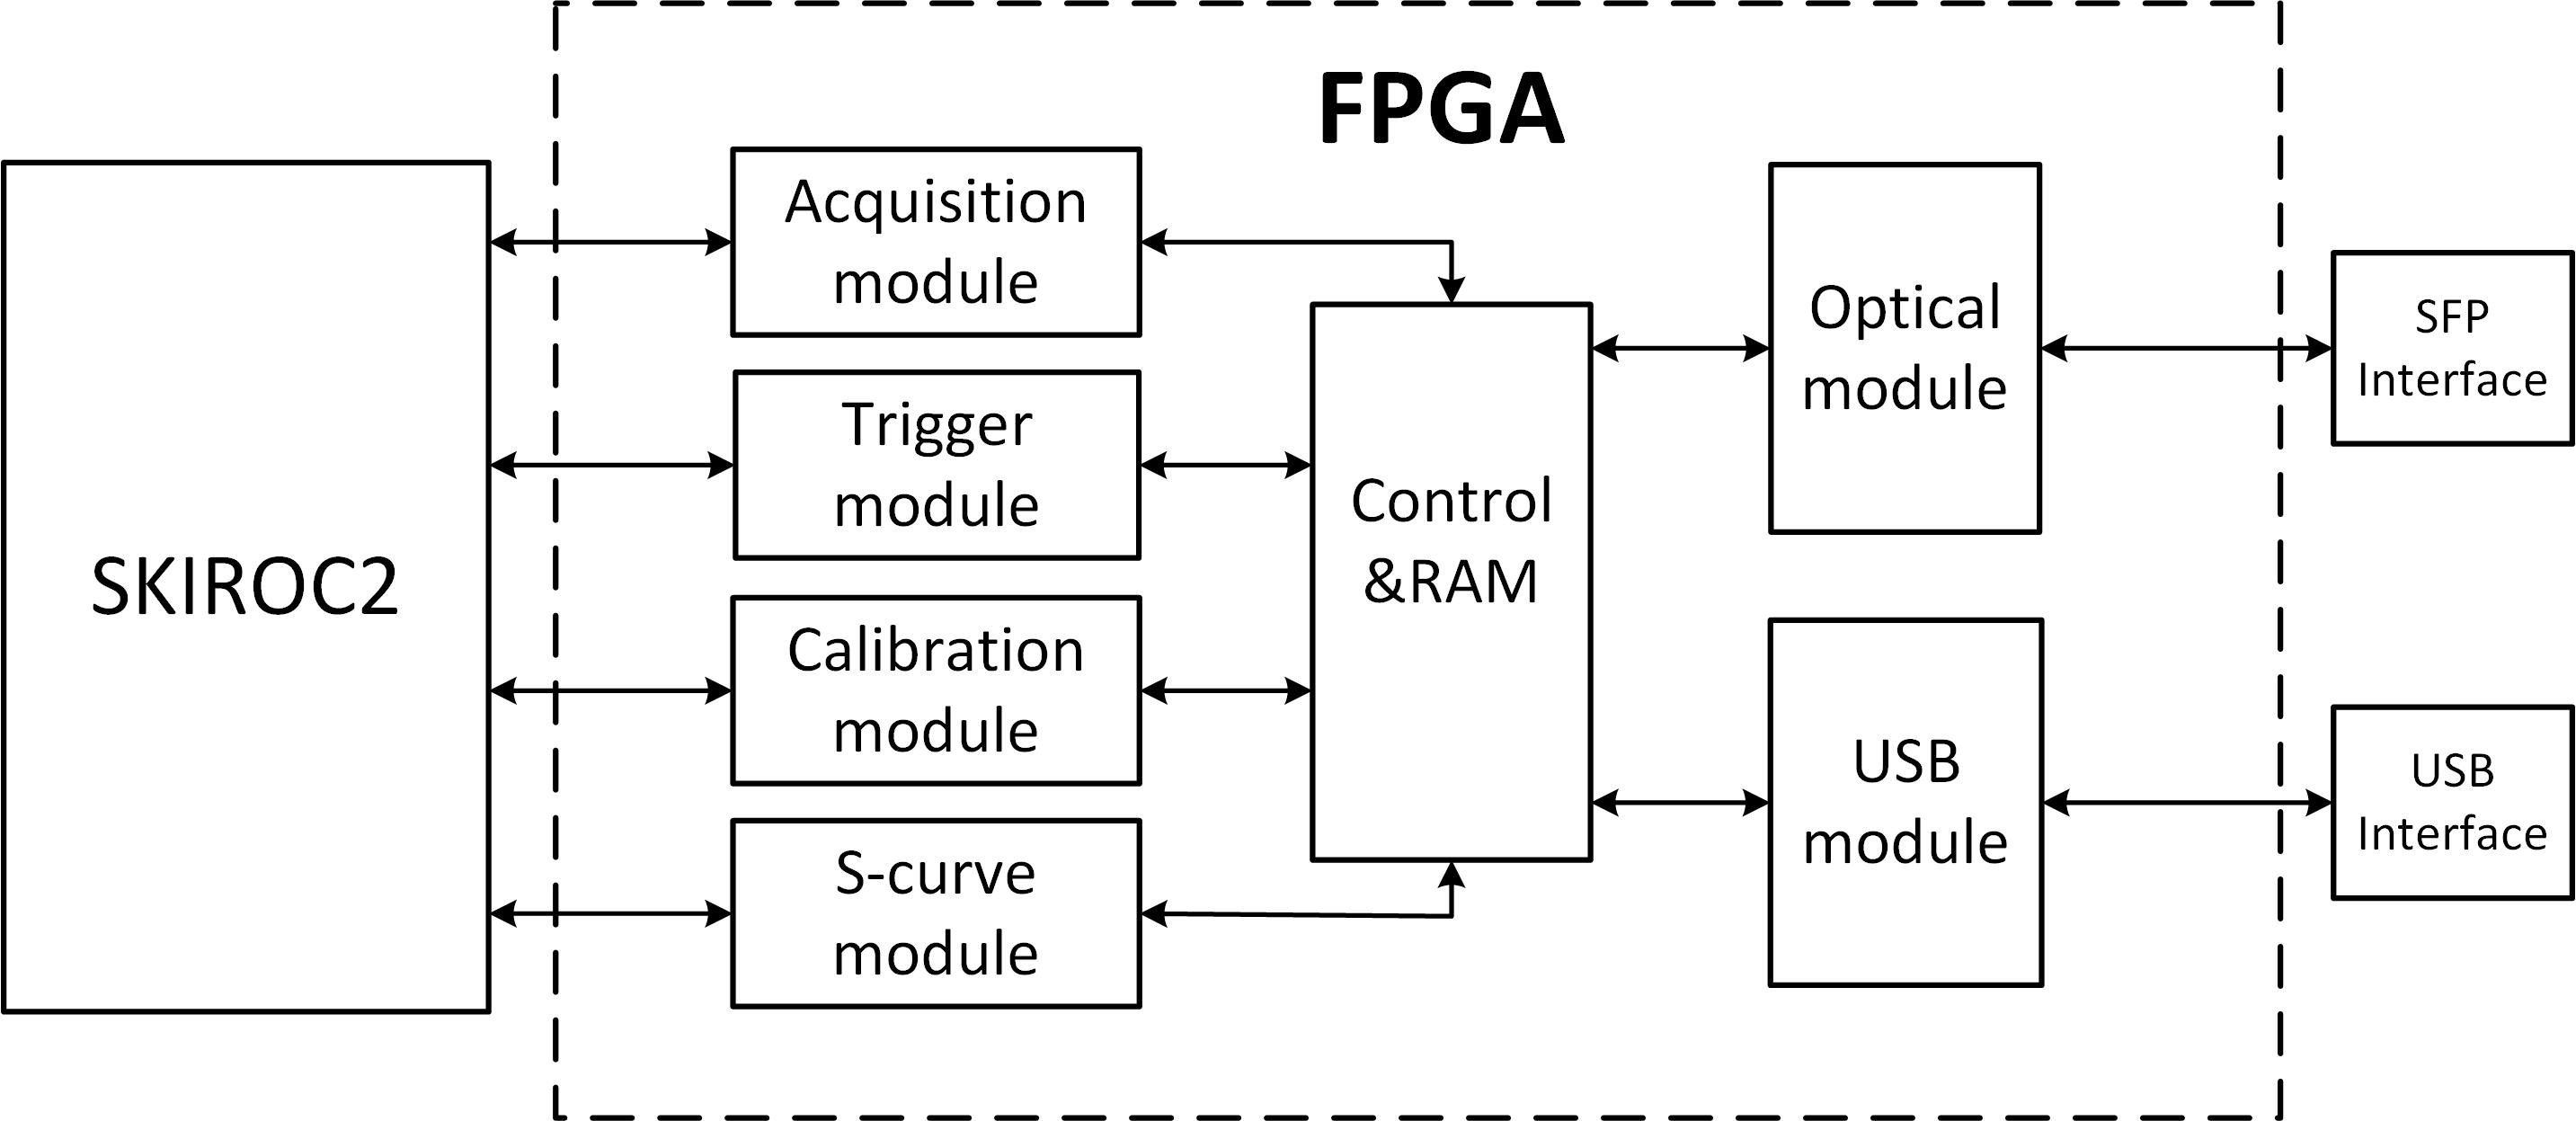 FPGA
SKIROC2
Acquisition
module
Trigger
module
Calibration
module
S-curve
module
Control
&RAM
Optical
module
USB
module
SFP
Interface
USB
Interface